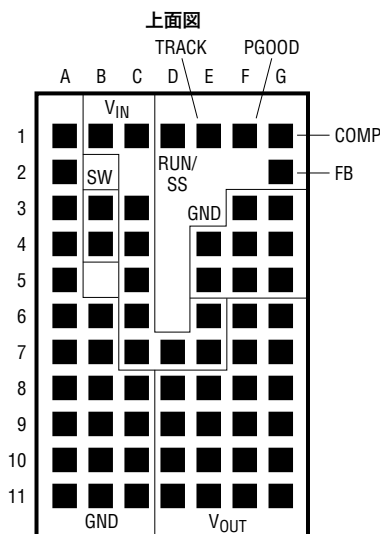 上面図
TRACK PGOOD
A B C D E F G
VIN
1 COMP
2 SW RUN/ FB
SS
3 GND
4
5
6
7
8
9
10
11
GND VOUT